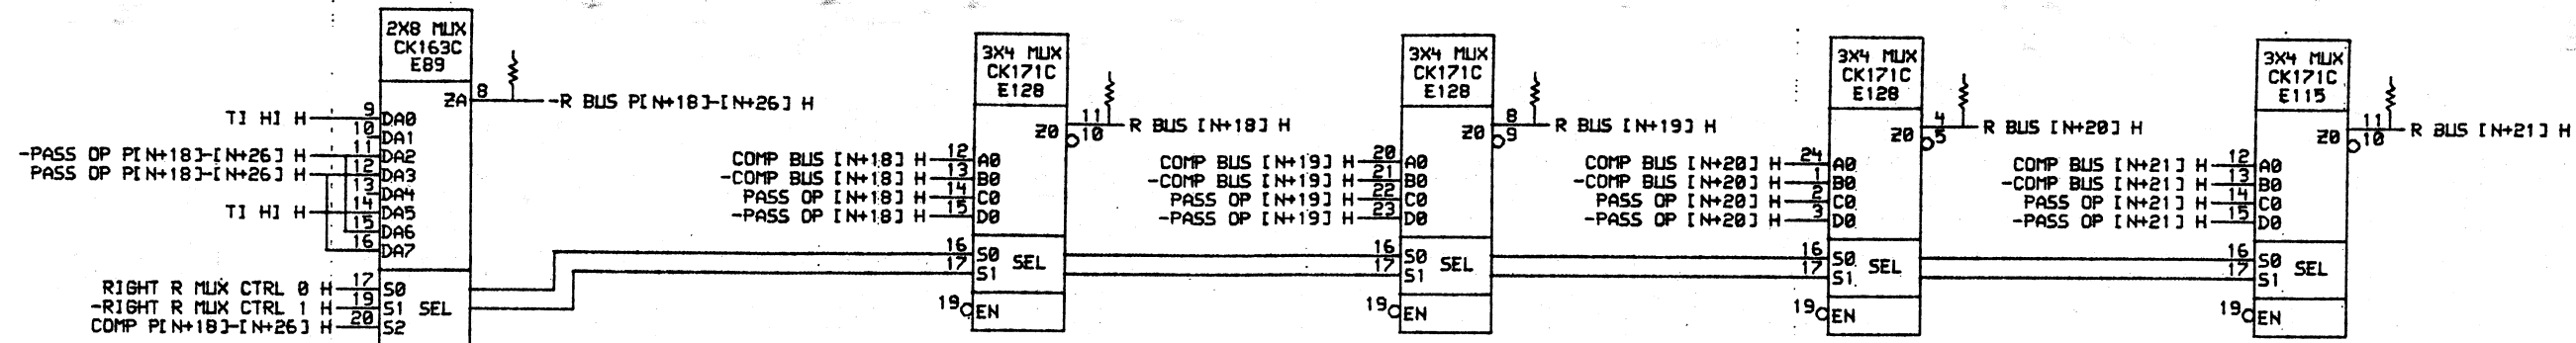 2X8 MUX
CK163C
E89
8
ZA
-R BUS P[N+18]-[N+26] H
TI HI H
9
DA0
10
DA1
-PASS OP P[N+18]-[N+26] H
11
DA2
PASS OP P[N+18]-[N+26] H
12
DA3
13
DA4
TI HI H
14
DA5
15
DA6
16
DA7
RIGHT R MUX CTRL 0 H
17
S0
-RIGHT R MUX CTRL 1 H
19
S1
SEL
COMP P[N+18]-[N+26] H
20
S2
3X4 MUX
CK171C
E128
11
Z0
10
R BUS [N+18] H
COMP BUS [N+18] H
12
A0
-COMP BUS [N+18] H
13
B0
PASS OP [N+18] H
14
C0
-PASS OP [N+18] H
15
D0
16
S0
17
S1
SEL
19
EN
3X4 MUX
CK171C
E128
8
Z0
9
R BUS [N+19] H
COMP BUS [N+19] H
20
A0
-COMP BUS [N+19] H
21
B0
PASS OP [N+19] H
22
C0
-PASS OP [N+19] H
23
D0
16
S0
17
S1
SEL
19
EN
3X4 MUX
CK171C
E128
4
Z0
5
R BUS [N+20] H
COMP BUS [N+20] H
24
A0
-COMP BUS [N+20] H
1
B0
PASS OP [N+20] H
2
C0
-PASS OP [N+20] H
3
D0
16
S0
17
S1
SEL
19
EN
3X4 MUX
CK171C
E115
11
Z0
10
R BUS [N+21] H
COMP BUS [N+21] H
12
A0
-COMP BUS [N+21] H
13
B0
PASS OP [N+21] H
14
C0
-PASS OP [N+21] H
15
D0
16
S0
17
S1
SEL
19
EN